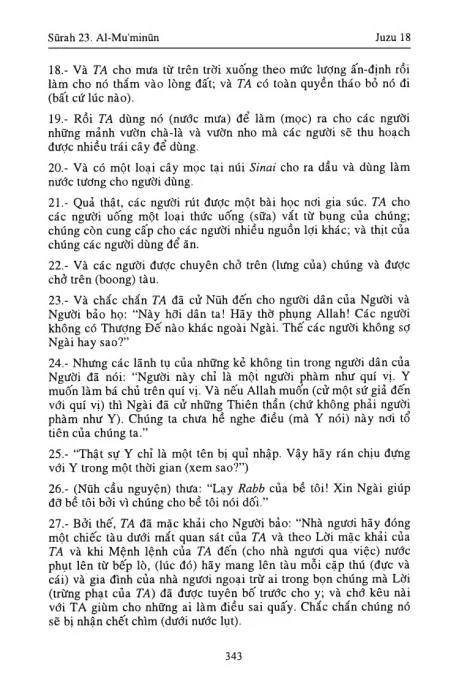 Sūrah 23. Al-Mu'minūn Juzu 18
18.- Và TA cho mưa từ trên trời xuống theo mức lượng ấn-định rồi
làm cho nó thấm vào lòng đất; và TA có toàn quyền tháo bỏ nó đi
(bất cứ lúc nào).
19.- Rồi TA dùng nó (nước mưa) để làm (mọc) ra cho các người
những mảnh vườn chà-là và vườn nho mà các người sẽ thu hoạch
được nhiều trái cây để dùng.
20.- Và có một loại cây mọc tại núi Sinai cho ra dầu và dùng làm
nước tương cho người dùng.
21.- Quả thật, các người rút được một bài học nơi gia súc. TA cho
các người uống một loại thức uống (sữa) vắt từ bụng của chúng;
chúng còn cung cấp cho các người nhiều nguồn lợi khác; và thịt của
chúng các người dùng để ăn.
22.- Và các người được chuyên chở trên (lưng của) chúng và được
chở trên (boong) tàu.
23.- Và chắc chắn TA đã cử Nūh đến cho người dân của Người và
Người bảo họ: “Này hỡi dân ta! Hãy thờ phụng Allah! Các người
không có Thượng Đế nào khác ngoài Ngài. Thế các người không sợ
Ngài hay sao?”
24.- Nhưng các lãnh tụ của những kẻ không tin trong người dân của
Người đã nói: “Người này chỉ là một người phàm như quí vị. Y
muốn làm bá chủ trên quí vị. Và nếu Allah muốn (cử một sứ giả đến
với quí vị) thì Ngài đã cử những Thiên thần (chứ không phải người
phàm như Y). Chúng ta chưa hề nghe điều (mà Y nói) này nơi tổ
tiên của chúng ta.”
25.- “Thật sự Y chỉ là một tên bị quỉ nhập. Vậy hãy rán chịu đựng
với Y trong một thời gian (xem sao?”)
26.- (Nūh cầu nguyện) thưa: “Lạy Rabb của bề tôi! Xin Ngài giúp
đỡ bề tôi bởi vì chúng cho bề tôi nói dối.”
27.- Bởi thế, TA đã mặc khải cho Người bảo: “Nhà ngươi hãy đóng
một chiếc tàu dưới mắt quan sát của TA và theo Lời mặc khải của
TA và khi Mệnh lệnh của TA đến (cho nhà ngươi qua việc) nước
phụt lên từ bếp lò, (lúc đó) hãy mang lên tàu mỗi cặp thú (đực và
cái) và gia đình của nhà ngươi ngoại trừ ai trong bọn chúng mà Lời
(trừng phạt của TA) đã được tuyên bố trước cho y; và chớ kêu nài
với TA giùm cho những ai làm điều sai quấy. Chắc chắn chúng nó
sẽ bị nhận chết chìm (dưới nước lụt).
343